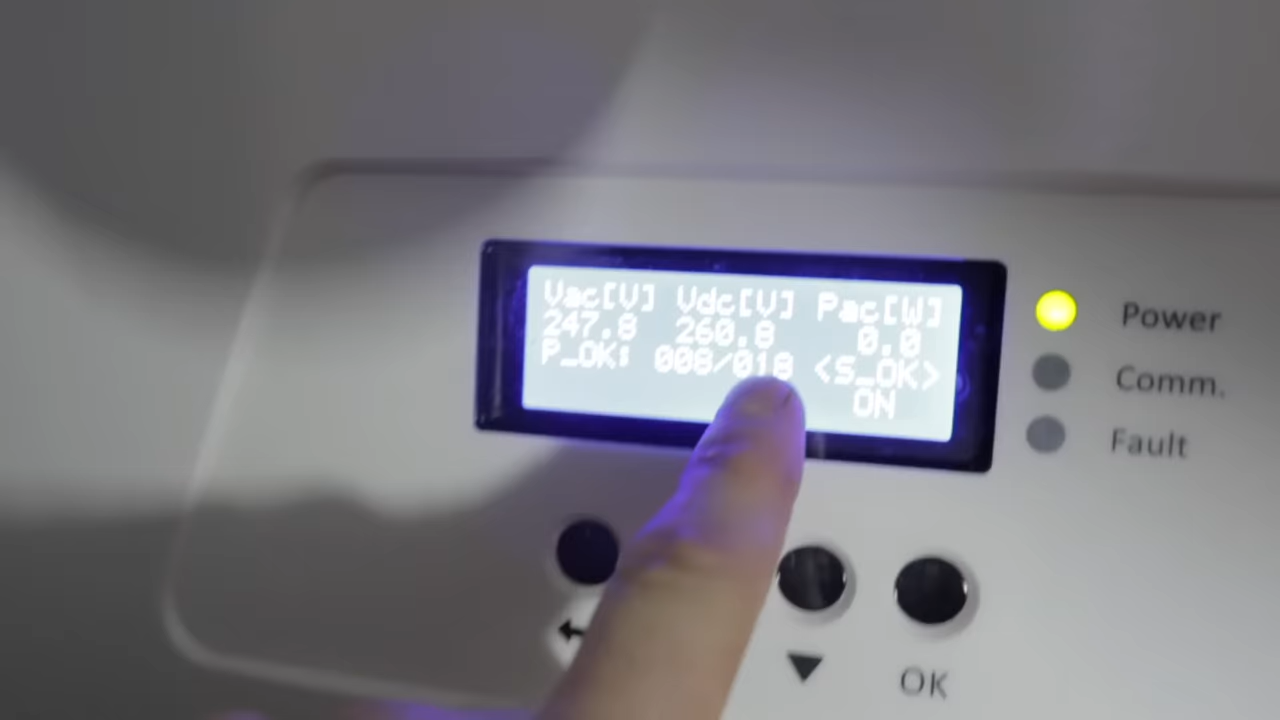 Vac[V] Vdc[V] Pac[W]
247.8 260.8 0.0
P_OK: 008/018 <S_OK>
ON
Power
Comm.
Fault
OK